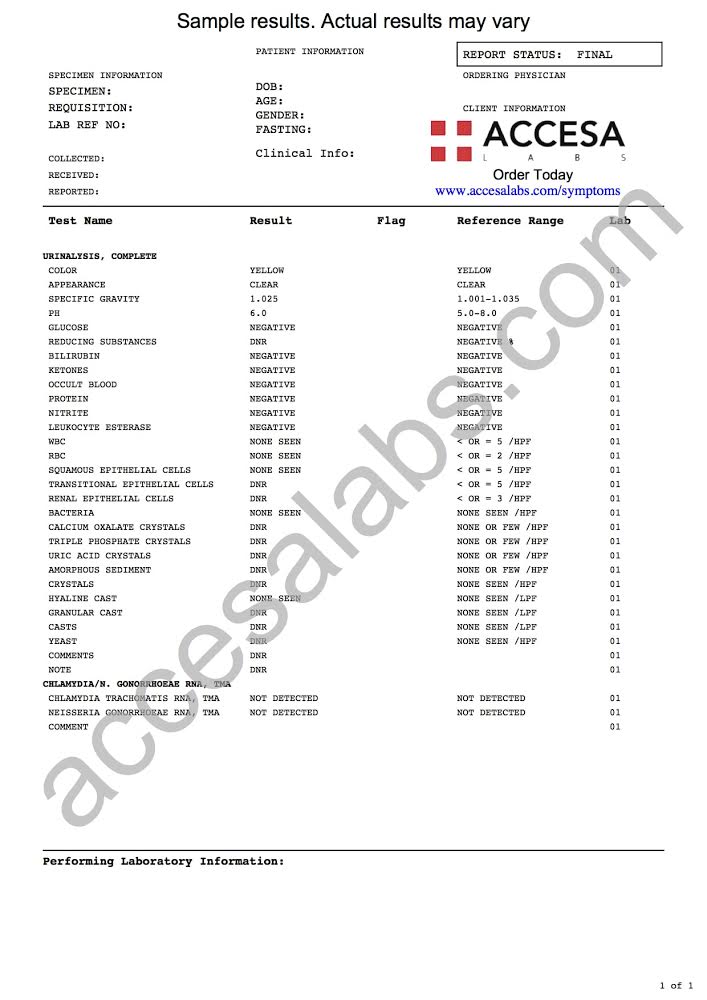 Sample results. Actual results may vary
PATIENT INFORMATION
REPORT STATUS: FINAL
SPECIMEN INFORMATION
ORDERING PHYSICIAN
SPECIMEN:
DOB:
REQUISITION:
AGE:
GENDER:
CLIENT INFORMATION
LAB REF NO:
FASTING:
ACCESA
LABS
Clinical Info:
COLLECTED:
RECEIVED:
Order Today
REPORTED:
www.accesalabs.com/symptoms
Test Name Result Flag Reference Range Lab
URINALYSIS, COMPLETE
COLOR YELLOW YELLOW 01
APPEARANCE CLEAR CLEAR 01
SPECIFIC GRAVITY 1.025 1.001-1.035 01
PH 6.0 5.0-8.0 01
GLUCOSE NEGATIVE NEGATIVE 01
REDUCING SUBSTANCES DNR NEGATIVE % 01
BILIRUBIN NEGATIVE NEGATIVE 01
KETONES NEGATIVE NEGATIVE 01
OCCULT BLOOD NEGATIVE NEGATIVE 01
PROTEIN NEGATIVE NEGATIVE 01
NITRITE NEGATIVE NEGATIVE 01
LEUKOCYTE ESTERASE NEGATIVE NEGATIVE 01
WBC NONE SEEN < OR = 5 /HPF 01
RBC NONE SEEN < OR = 2 /HPF 01
SQUAMOUS EPITHELIAL CELLS NONE SEEN < OR = 5 /HPF 01
TRANSITIONAL EPITHELIAL CELLS DNR < OR = 5 /HPF 01
RENAL EPITHELIAL CELLS DNR < OR = 3 /HPF 01
BACTERIA NONE SEEN NONE SEEN /HPF 01
CALCIUM OXALATE CRYSTALS DNR NONE OR FEW /HPF 01
TRIPLE PHOSPHATE CRYSTALS DNR NONE OR FEW /HPF 01
URIC ACID CRYSTALS DNR NONE OR FEW /HPF 01
AMORPHOUS SEDIMENT DNR NONE OR FEW /HPF 01
CRYSTALS DNR NONE SEEN /HPF 01
HYALINE CAST NONE SEEN NONE SEEN /LPF 01
GRANULAR CAST DNR NONE SEEN /LPF 01
CASTS DNR NONE SEEN /LPF 01
YEAST DNR NONE SEEN /HPF 01
COMMENTS DNR 01
NOTE DNR 01
CHLAMYDIA/N. GONORRHOEAE RNA, TMA
CHLAMYDIA TRACHOMATIS RNA, TMA NOT DETECTED NOT DETECTED 01
NEISSERIA GONORRHOEAE RNA, TMA NOT DETECTED NOT DETECTED 01
COMMENT 01
accesalabs.com
Performing Laboratory Information:
1 of 1